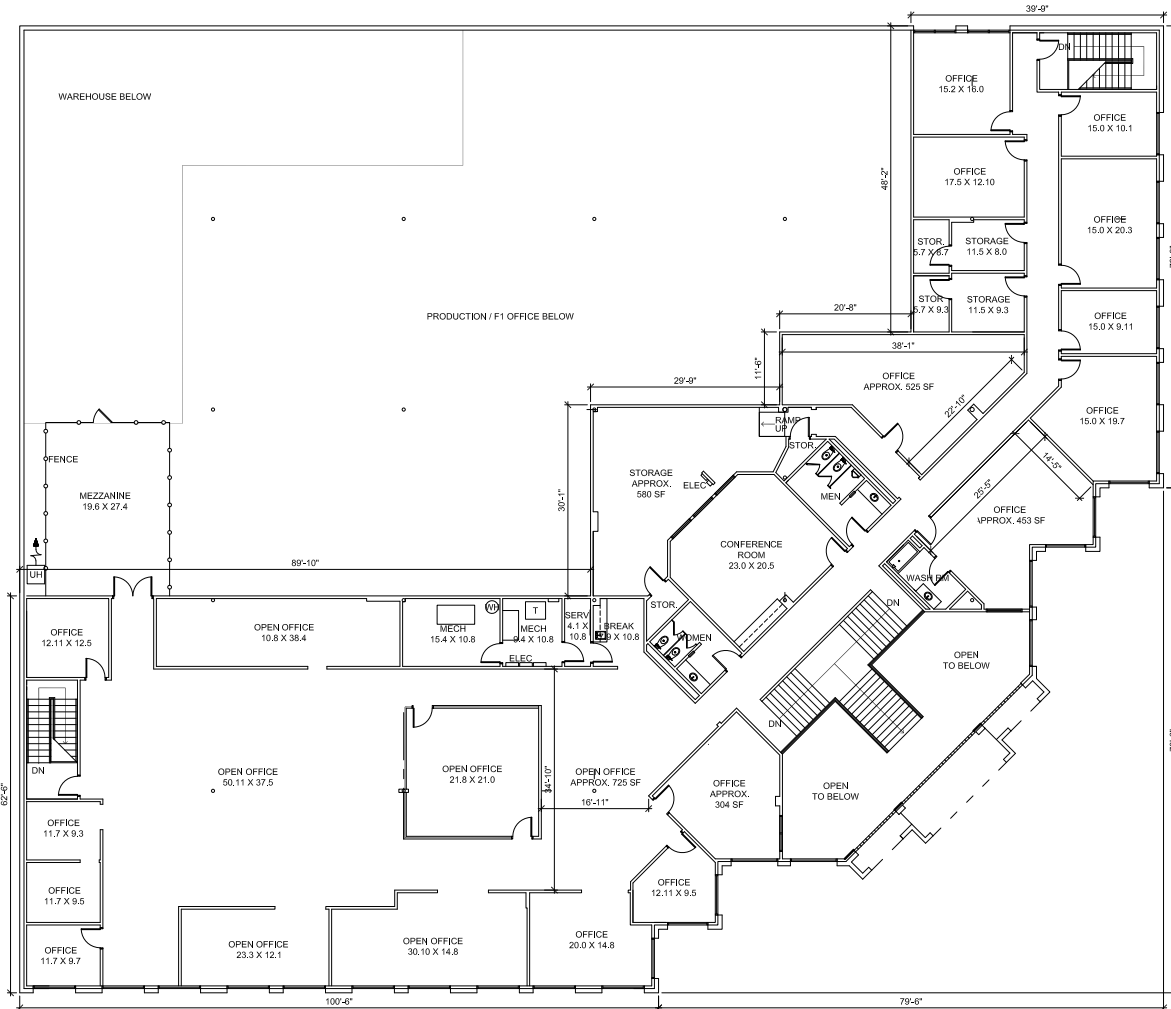 39'-9"
DN
WAREHOUSE BELOW
OFFICE
15.2 X 16.0
OFFICE
15.0 X 10.1
48'-2"
OFFICE
17.5 X 12.10
OFFICE
15.0 X 20.3
STOR.
5.7 X 6.7
STORAGE
11.5 X 8.0
STOR
5.7 X 9.3
STORAGE
11.5 X 9.3
20'-8"
OFFICE
15.0 X 9.11
PRODUCTION / F1 OFFICE BELOW
38'-1"
11'-6"
OFFICE
APPROX. 525 SF
29'-9"
22'-10"
OFFICE
15.0 X 19.7
RAMP
UP
STOR.
FENCE
MEZZANINE
19.6 X 27.4
STORAGE
APPROX.
580 SF
ELEC
MEN
14'-5"
25'-5"
30'-1"
OFFICE
APPROX. 453 SF
CONFERENCE
ROOM
23.0 X 20.5
UH
89'-10"
WASH RM
DN
OFFICE
12.11 X 12.5
OPEN OFFICE
10.8 X 38.4
MECH
15.4 X 10.8
WH
T
MECH
9.4 X 10.8
ELEC
SERV
4.1 X
10.8
BREAK
STOR.
WOMEN
OPEN
TO BELOW
DN
DN
OPEN OFFICE
50.11 X 37.5
OPEN OFFICE
21.8 X 21.0
34'-10"
OPEN OFFICE
APPROX. 725 SF
16'-11"
OFFICE
APPROX.
304 SF
OPEN
TO BELOW
62'-6"
OFFICE
11.7 X 9.3
OFFICE
11.7 X 9.5
OFFICE
12.11 X 9.5
OFFICE
11.7 X 9.7
OPEN OFFICE
23.3 X 12.1
OPEN OFFICE
30.10 X 14.8
OFFICE
20.0 X 14.8
100'-6"
79'-6"